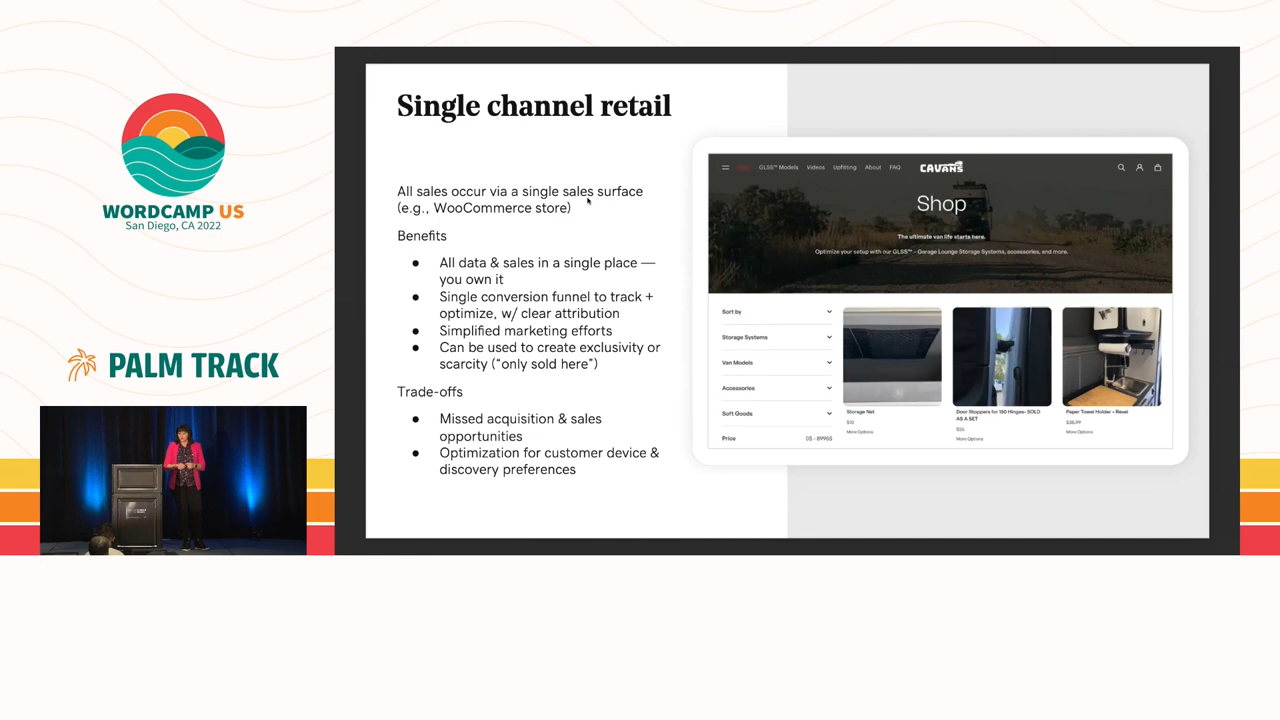 WORDCAMP US
San Diego, CA 2022
PALM TRACK
Single channel retail
All sales occur via a single sales surface
(e.g., WooCommerce store)
Benefits
● All data & sales in a single place —
you own it
● Single conversion funnel to track +
optimize, w/ clear attribution
● Simplified marketing efforts
● Can be used to create exclusivity or
scarcity (“only sold here”)
Trade-offs
● Missed acquisition & sales
opportunities
● Optimization for customer device &
discovery preferences
GLSS™ Models Videos Upfitting About FAQ
CAVANS
Shop
The ultimate van life starts here.
Optimize your setup with our GLSS™ – Garage Lounge Storage Systems, accessories, and more.
Sort by
Storage Systems
Van Models
Accessories
Soft Goods
Price
Storage Net
More Options
Door Stoppers for 180 Hinges- SOLD
AS A SET
More Options
Paper Towel Holder – Revel
More Options